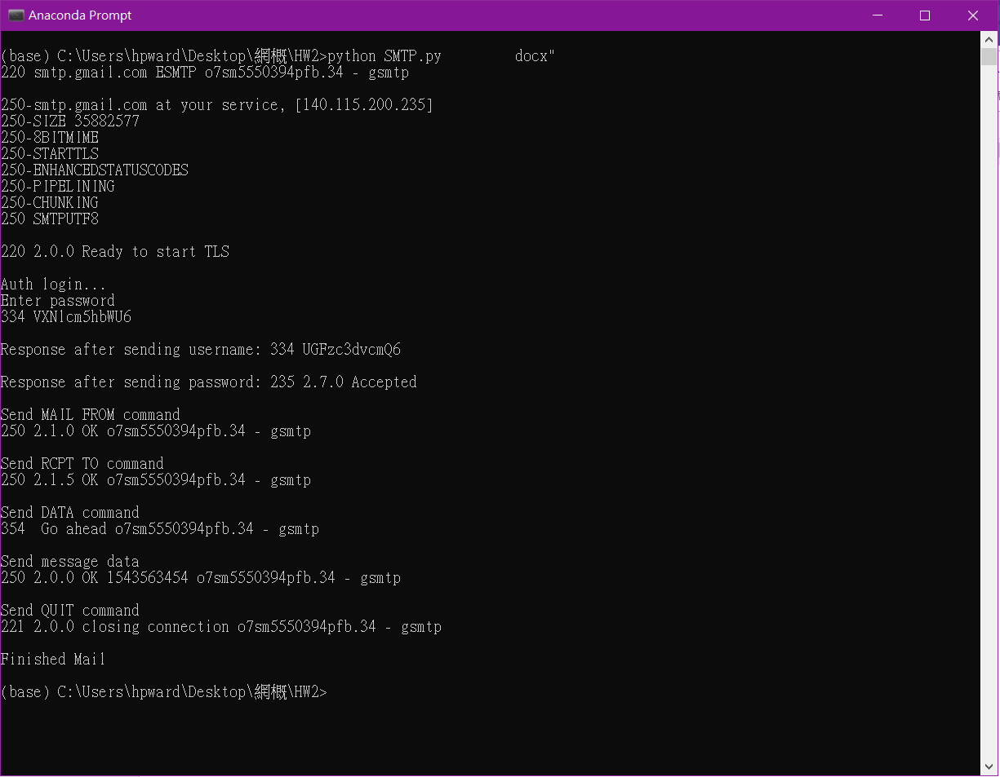 Anaconda Prompt
(base) C:\Users\hpward\Desktop\網概\HW2>python SMTP.py         docx"
220 smtp.gmail.com ESMTP o7sm5550394pfb.34 - gsmtp
250-smtp.gmail.com at your service, [140.115.200.235]
250-SIZE 35882577
250-8BITMIME
250-STARTTLS
250-ENHANCEDSTATUSCODES
250-PIPELINING
250-CHUNKING
250 SMTPUTF8
220 2.0.0 Ready to start TLS
Auth login...
Enter password
334 VXNlcm5hbWU6
Response after sending username: 334 UGFzc3dvcmQ6
Response after sending password: 235 2.7.0 Accepted
Send MAIL FROM command
250 2.1.0 OK o7sm5550394pfb.34 - gsmtp
Send RCPT TO command
250 2.1.5 OK o7sm5550394pfb.34 - gsmtp
Send DATA command
354  Go ahead o7sm5550394pfb.34 - gsmtp
Send message data
250 2.0.0 OK 1543563454 o7sm5550394pfb.34 - gsmtp
Send QUIT command
221 2.0.0 closing connection o7sm5550394pfb.34 - gsmtp
Finished Mail
(base) C:\Users\hpward\Desktop\網概\HW2>